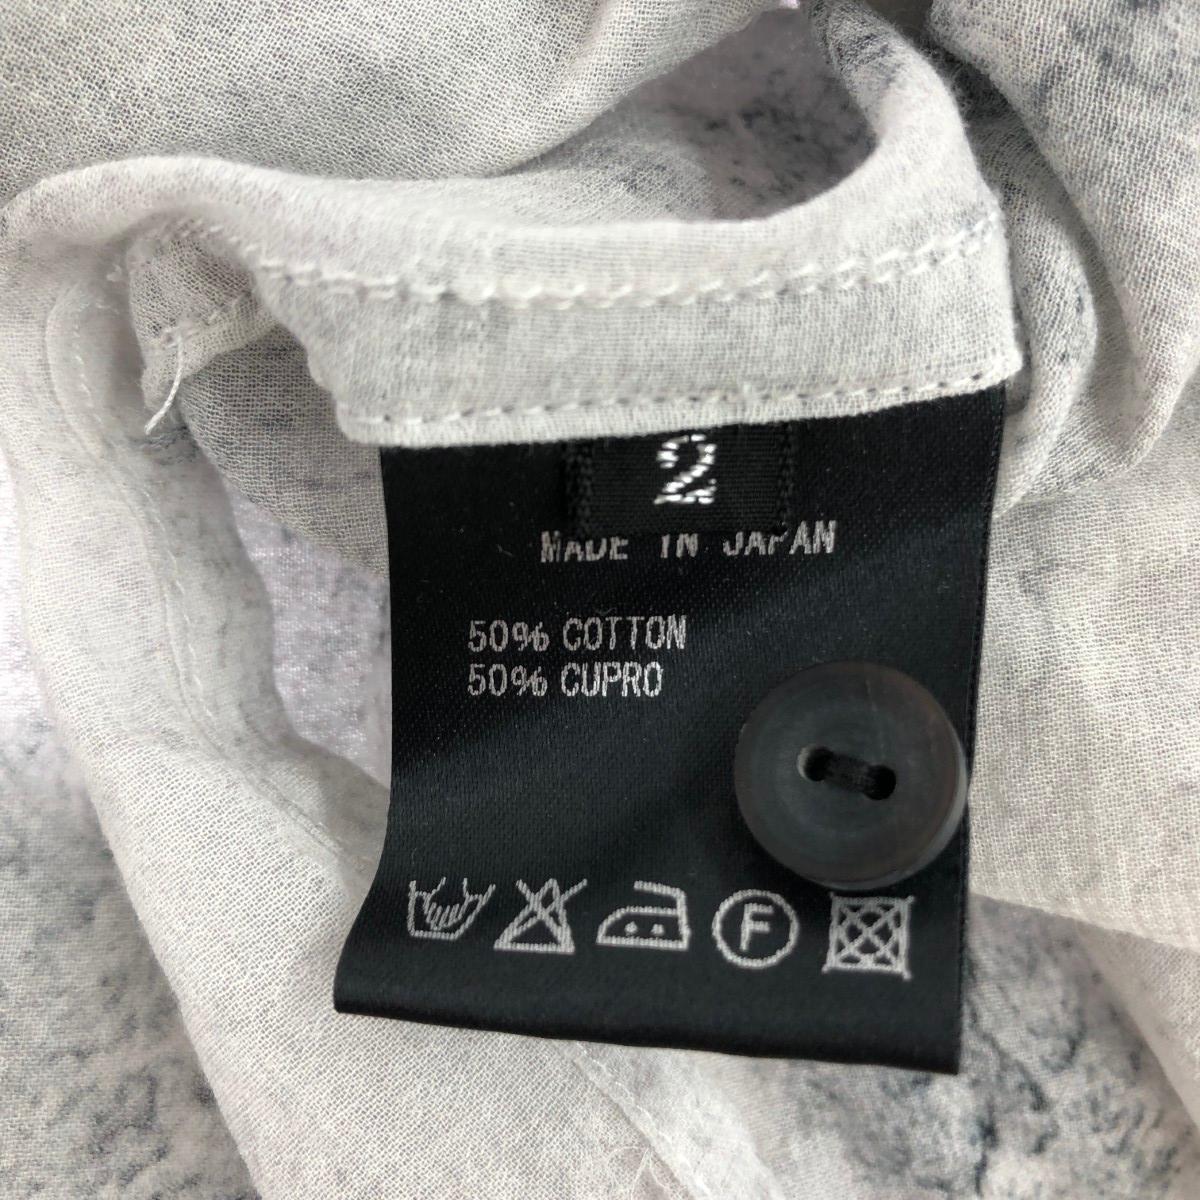 2
MADE IN JAPAN
50% COTTON
50% CUPRO
F